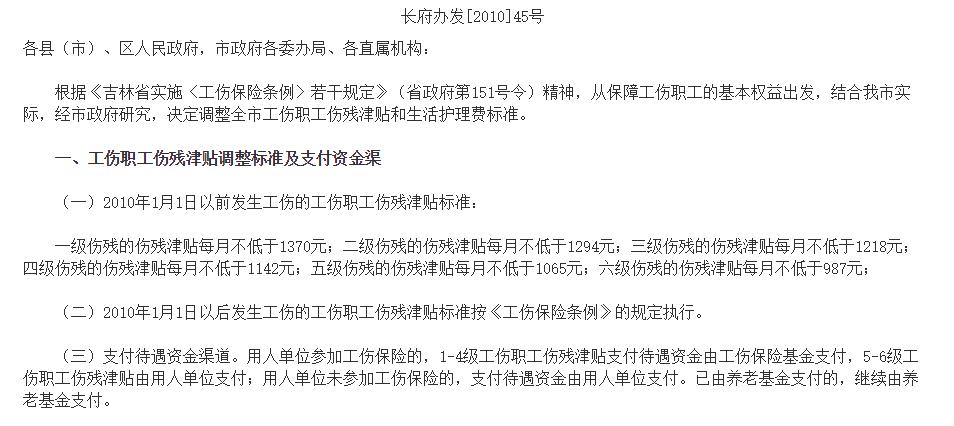 长府办发[2010]45号
各县（市）、区人民政府，市政府各委办局、各直属机构：
根据《吉林省实施〈工伤保险条例〉若干规定》（省政府第151号令）精神，从保障工伤职工的基本权益出发，结合我市实
际，经市政府研究，决定调整全市工伤职工伤残津贴和生活护理费标准。
一、工伤职工伤残津贴调整标准及支付资金渠
（一）2010年1月1日以前发生工伤的工伤职工伤残津贴标准：
一级伤残的伤残津贴每月不低于1370元；二级伤残的伤残津贴每月不低于1294元；三级伤残的伤残津贴每月不低于1218元；
四级伤残的伤残津贴每月不低于1142元；五级伤残的伤残津贴每月不低于1065元；六级伤残的伤残津贴每月不低于987元；
（二）2010年1月1日以后发生工伤的工伤职工伤残津贴标准按《工伤保险条例》的规定执行。
（三）支付待遇资金渠道。用人单位参加工伤保险的，1-4级工伤职工伤残津贴支付待遇资金由工伤保险基金支付，5-6级工
伤职工伤残津贴由用人单位支付；用人单位未参加工伤保险的，支付待遇资金由用人单位支付。已由养老基金支付的，继续由养
老基金支付。